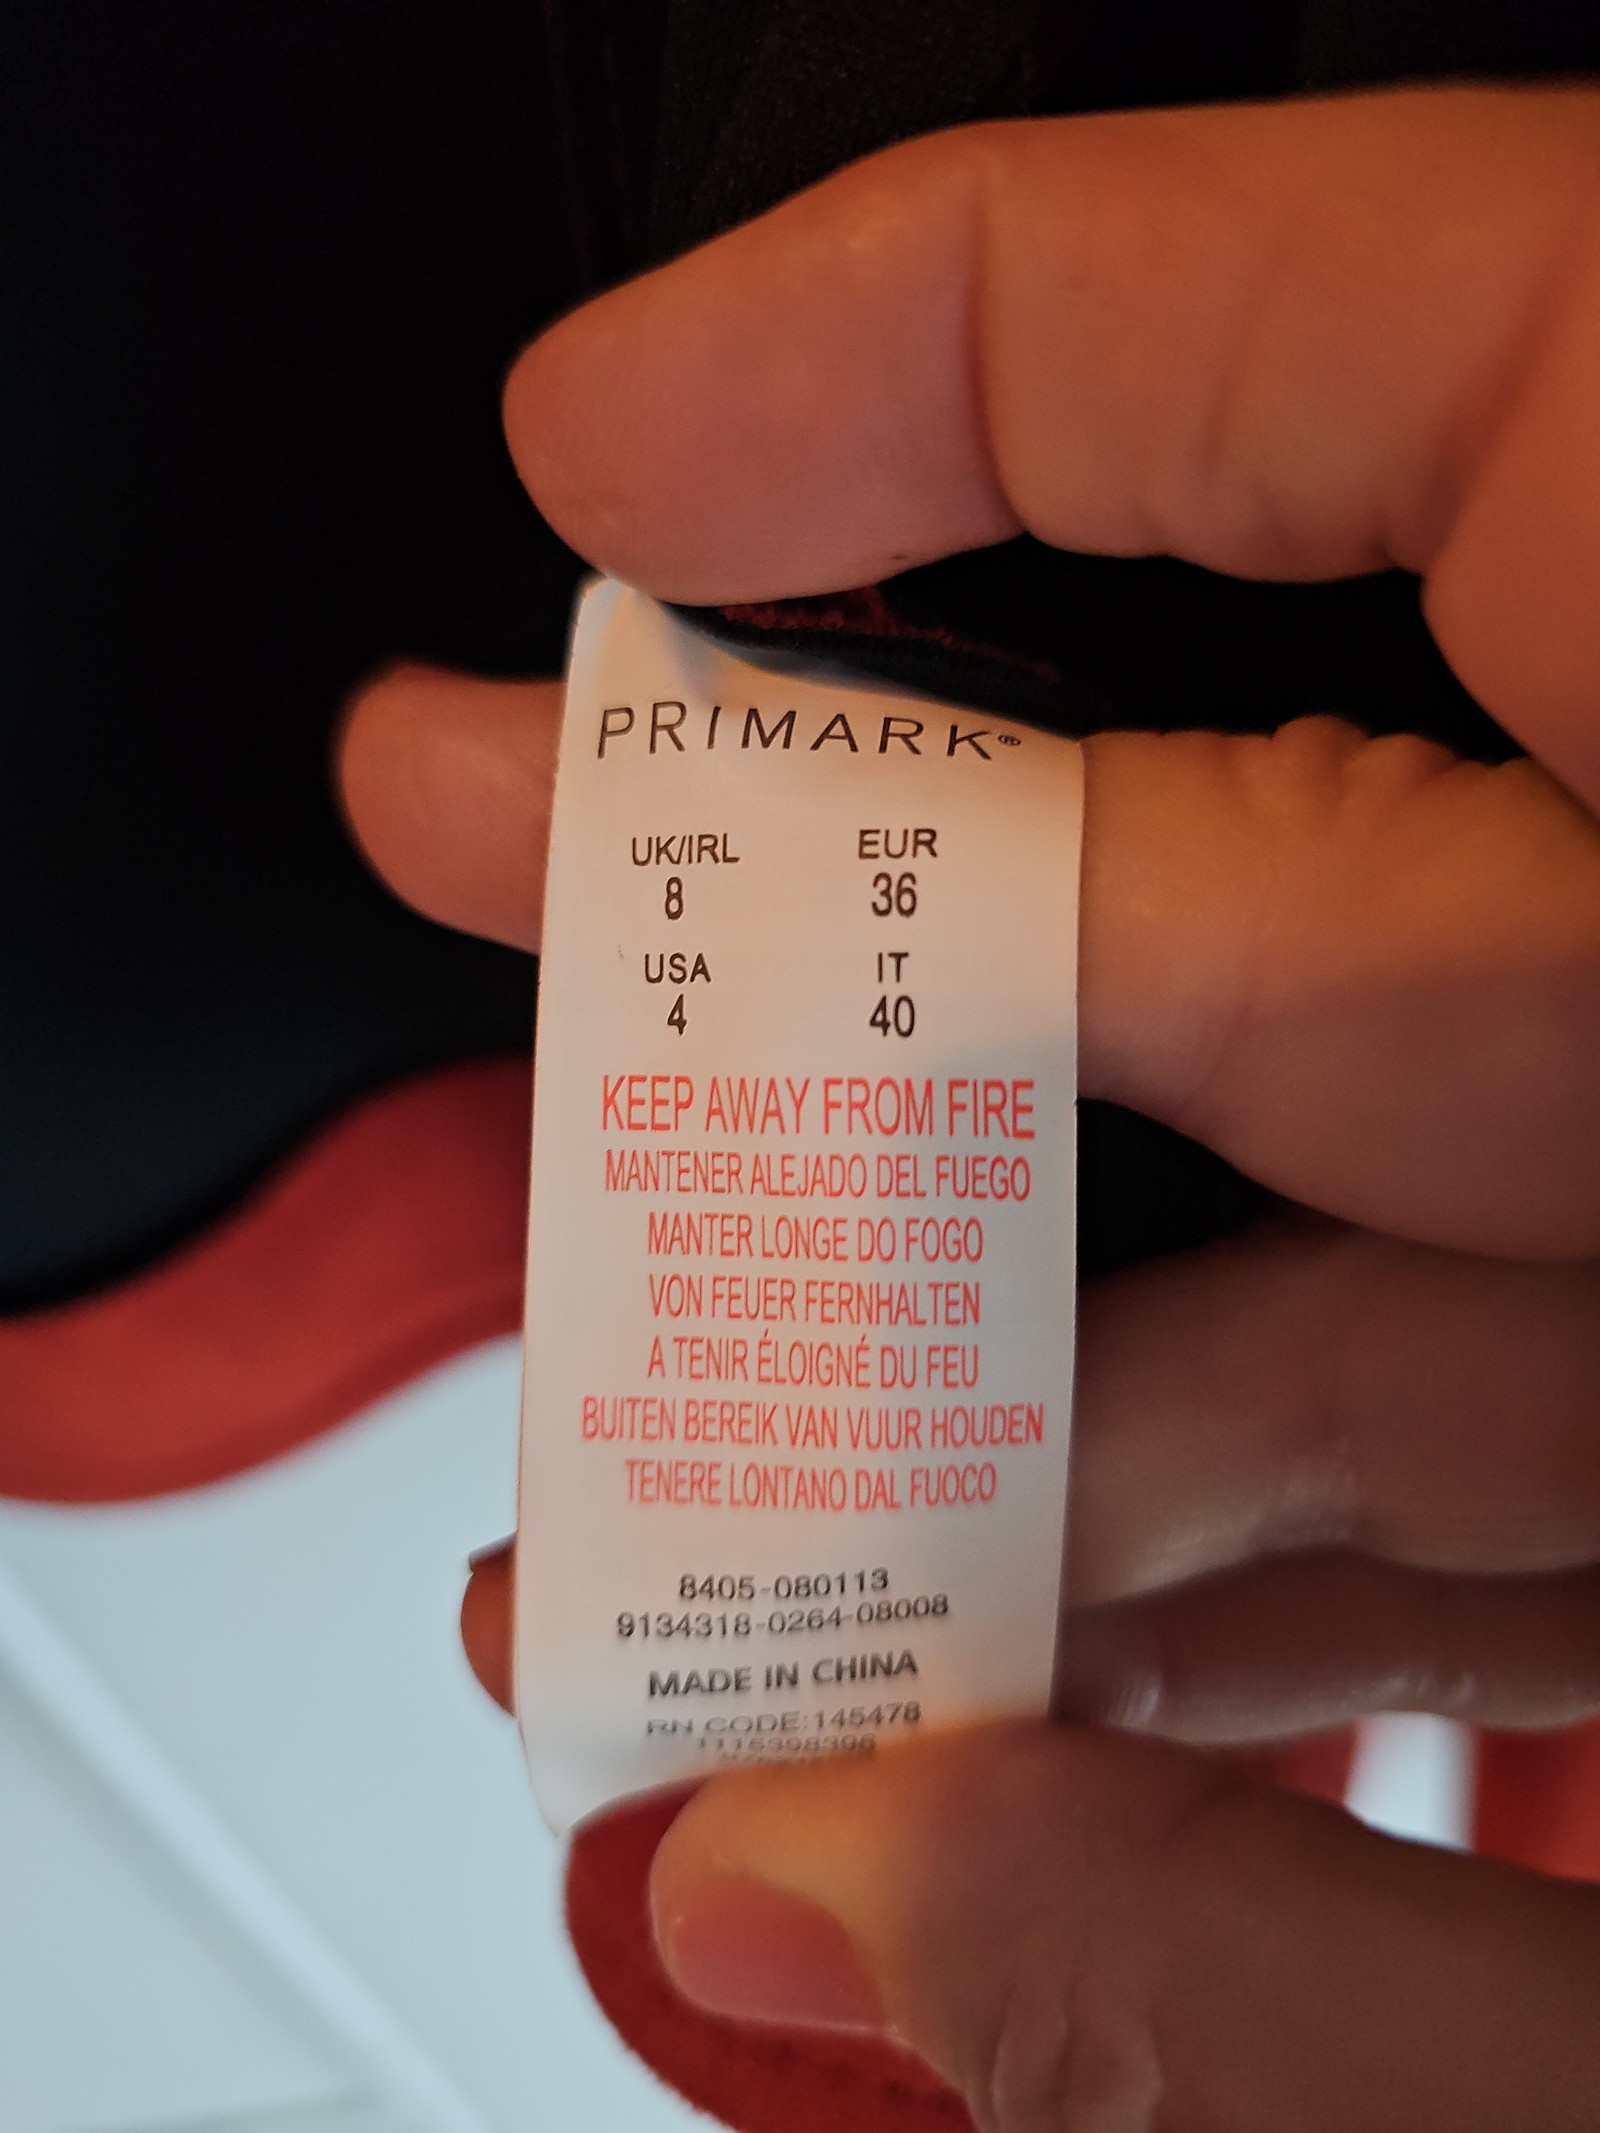 PRIMARK®
UK/IRL EUR
8 36
USA IT
4 40
KEEP AWAY FROM FIRE
MANTENER ALEJADO DEL FUEGO
MANTER LONGE DO FOGO
VON FEUER FERNHALTEN
A TENIR ÉLOIGNÉ DU FEU
BUITEN BEREIK VAN VUUR HOUDEN
TENERE LONTANO DAL FUOCO
8405-080113
9134318-0264-08008
MADE IN CHINA
RN CODE:145478
1115398396